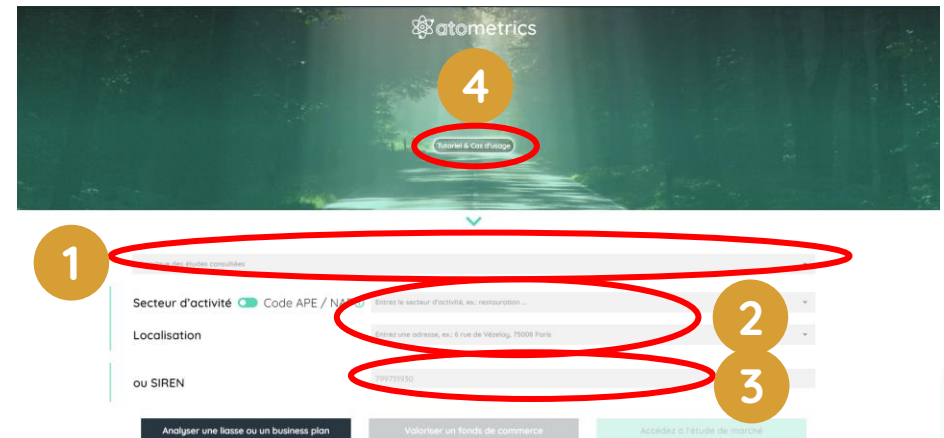 atometrics
4
Tutoriel & Cas d'usage
1
des études consultées
Secteur d'activité Code APE / NAF
Entrez le secteur d'activité, ex.: restauration ...
2
Localisation
Entrez une adresse, ex.: 6 rue de Vézelay, 75008 Paris
ou SIREN
799733930
3
Analyser une liasse ou un business plan
Valoriser un fonds de commerce
Accédez à l'étude de marché